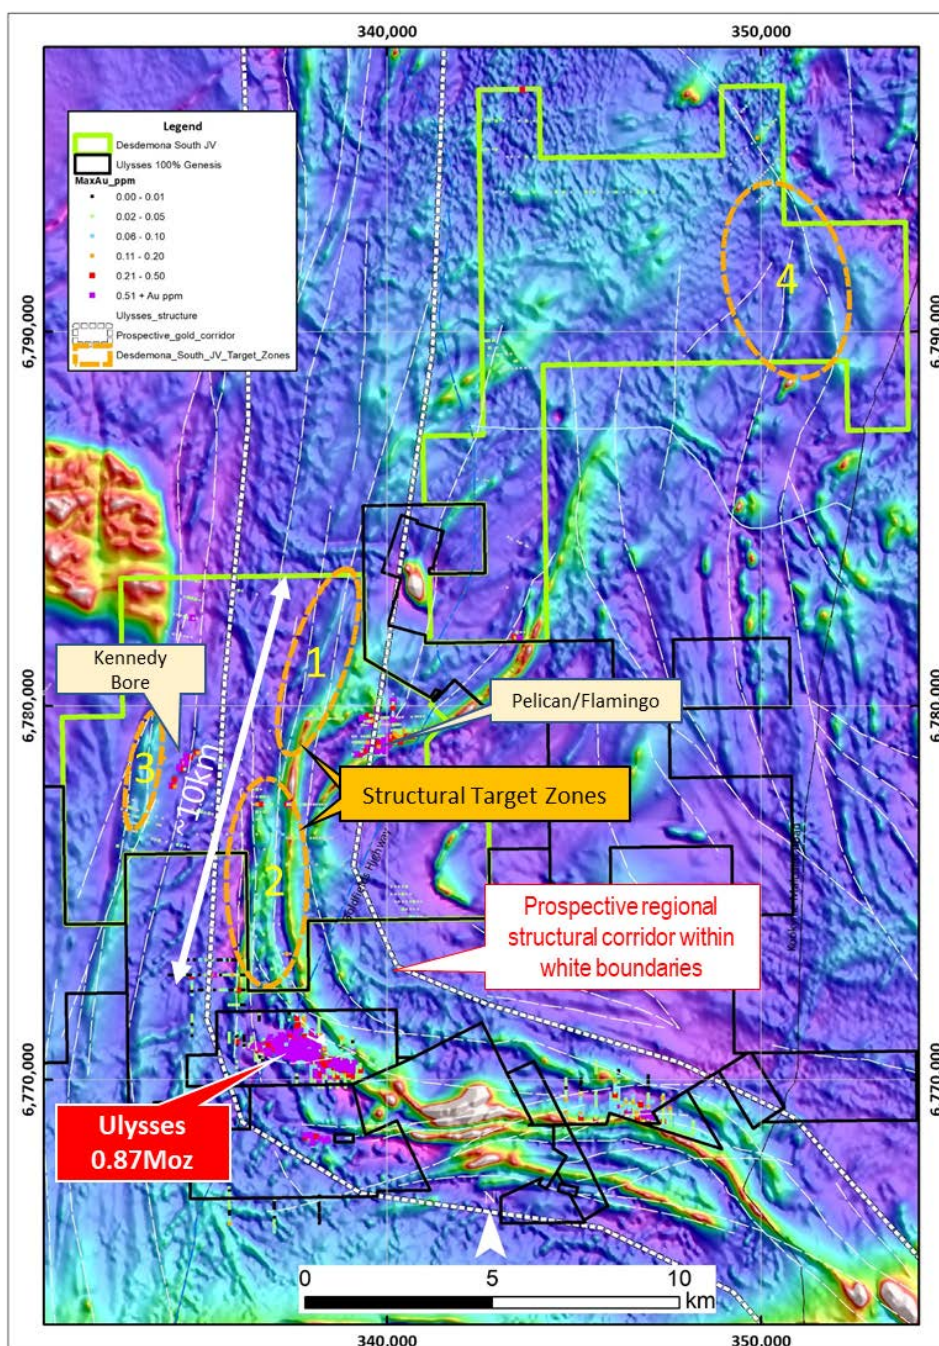 340,000
350,000
Legend
Desdemona South JV
Ulysses 100% Genesis
MaxAu_ppm
0.00 - 0.01
0.02 - 0.05
0.06 - 0.10
0.11 - 0.20
0.21 - 0.50
0.51 + Au ppm
Ulysses_structure
Prospective_gold_corridor
Desdemona_South_JV_Target_Zones
4
6,790,000
6,790,000
1
Kennedy
Bore
6,780,000
Pelican/Flamingo
6,780,000
3
~10km
Structural Target Zones
2
Goldfields Highway
Prospective regional
structural corridor within
white boundaries
6,770,000
6,770,000
Ulysses
0.87Moz
N
0
5
10
km
340,000
350,000